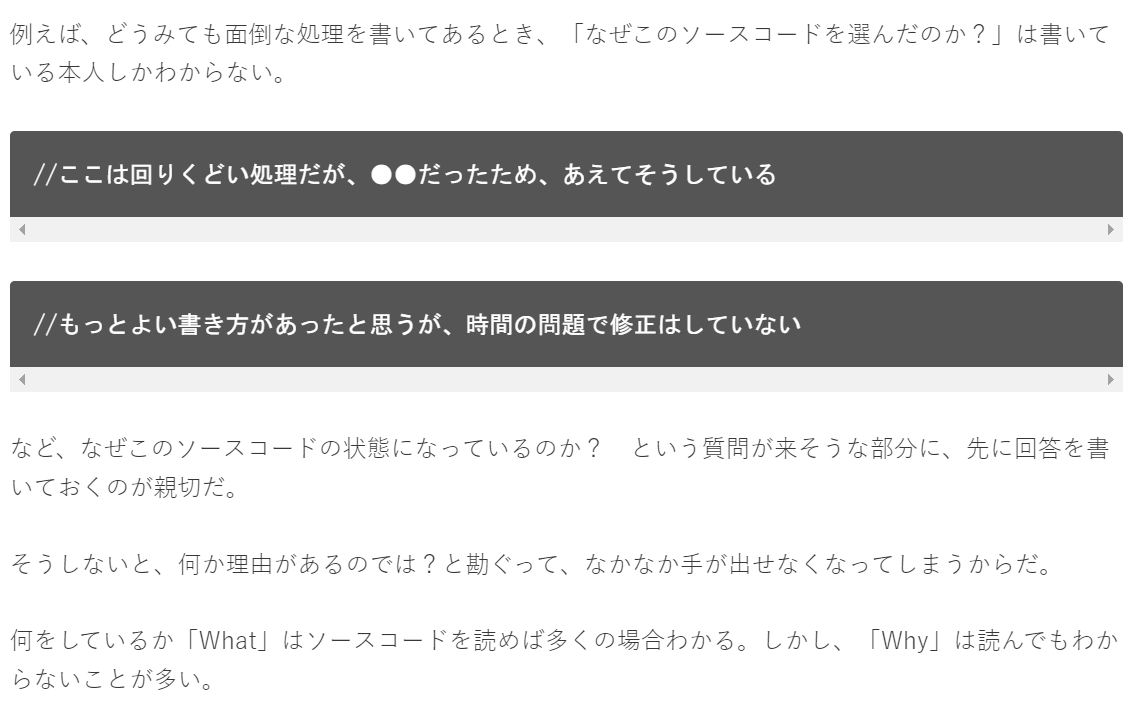 例えば、どうみても面倒な処理を書いてあるとき、「なぜこのソースコードを選んだのか？」は書いて
いる本人しかわからない。
//ここは回りくどい処理だが、●●だったため、あえてそうしている
//もっとよい書き方があったと思うが、時間の問題で修正はしていない
など、なぜこのソースコードの状態になっているのか？　という質問が来そうな部分に、先に回答を書
いておくのが親切だ。
そうしないと、何か理由があるのでは？と勘ぐって、なかなか手が出せなくなってしまうからだ。
何をしているか「What」はソースコードを読めば多くの場合わかる。しかし、「Why」は読んでもわか
らないことが多い。